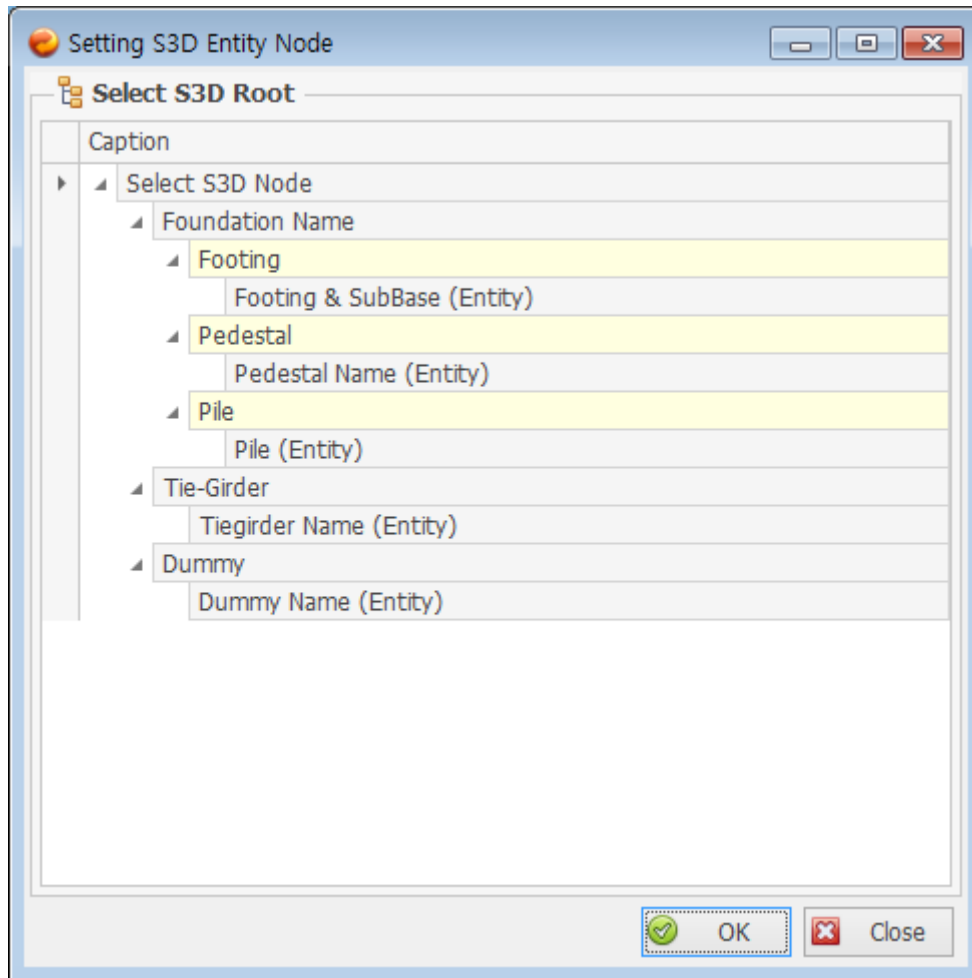 Setting S3D Entity Node
Select S3D Root
Caption
Select S3D Node
Foundation Name
Footing
Footing & SubBase (Entity)
Pedestal
Pedestal Name (Entity)
Pile
Pile (Entity)
Tie-Girder
Tiegirder Name (Entity)
Dummy
Dummy Name (Entity)
OK Close